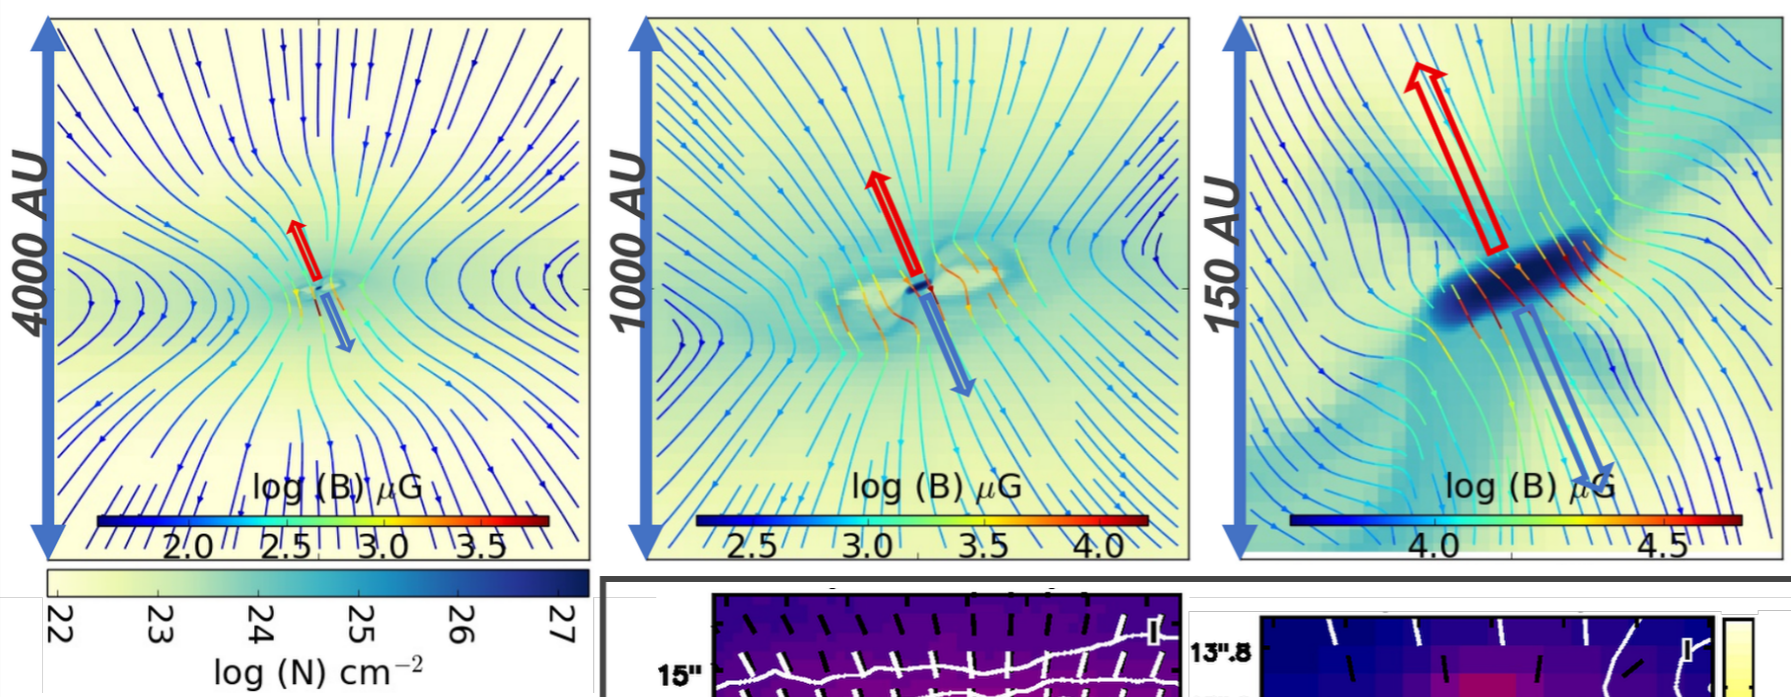 4000 AU
log (B) μG
2.0 2.5 3.0 3.5
22 23 24 25 26 27
log (N) cm⁻²
1000 AU
log (B) μG
2.5 3.0 3.5 4.0
150 AU
log (B) μG
4.0 4.5
15"
I
13".8
I